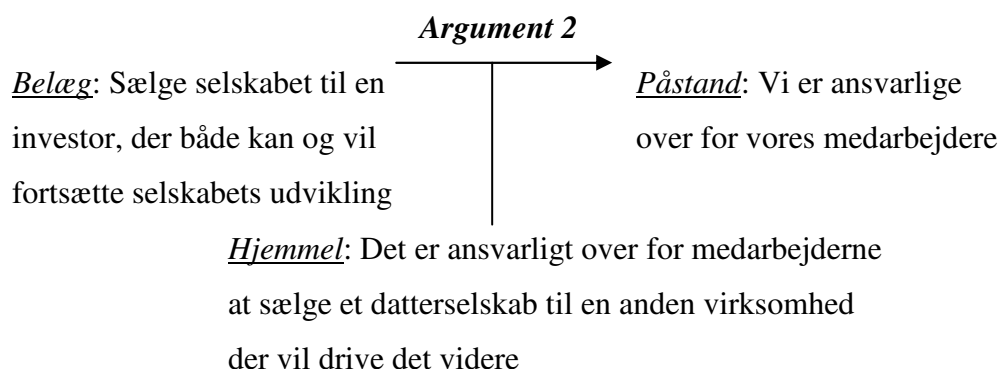 Argument 2
Belæg: Sælge selskabet til en
investor, der både kan og vil
fortsætte selskabets udvikling
Påstand: Vi er ansvarlige
over for vores medarbejdere
Hjemmel: Det er ansvarligt over for medarbejderne
at sælge et datterselskab til en anden virksomhed
der vil drive det videre